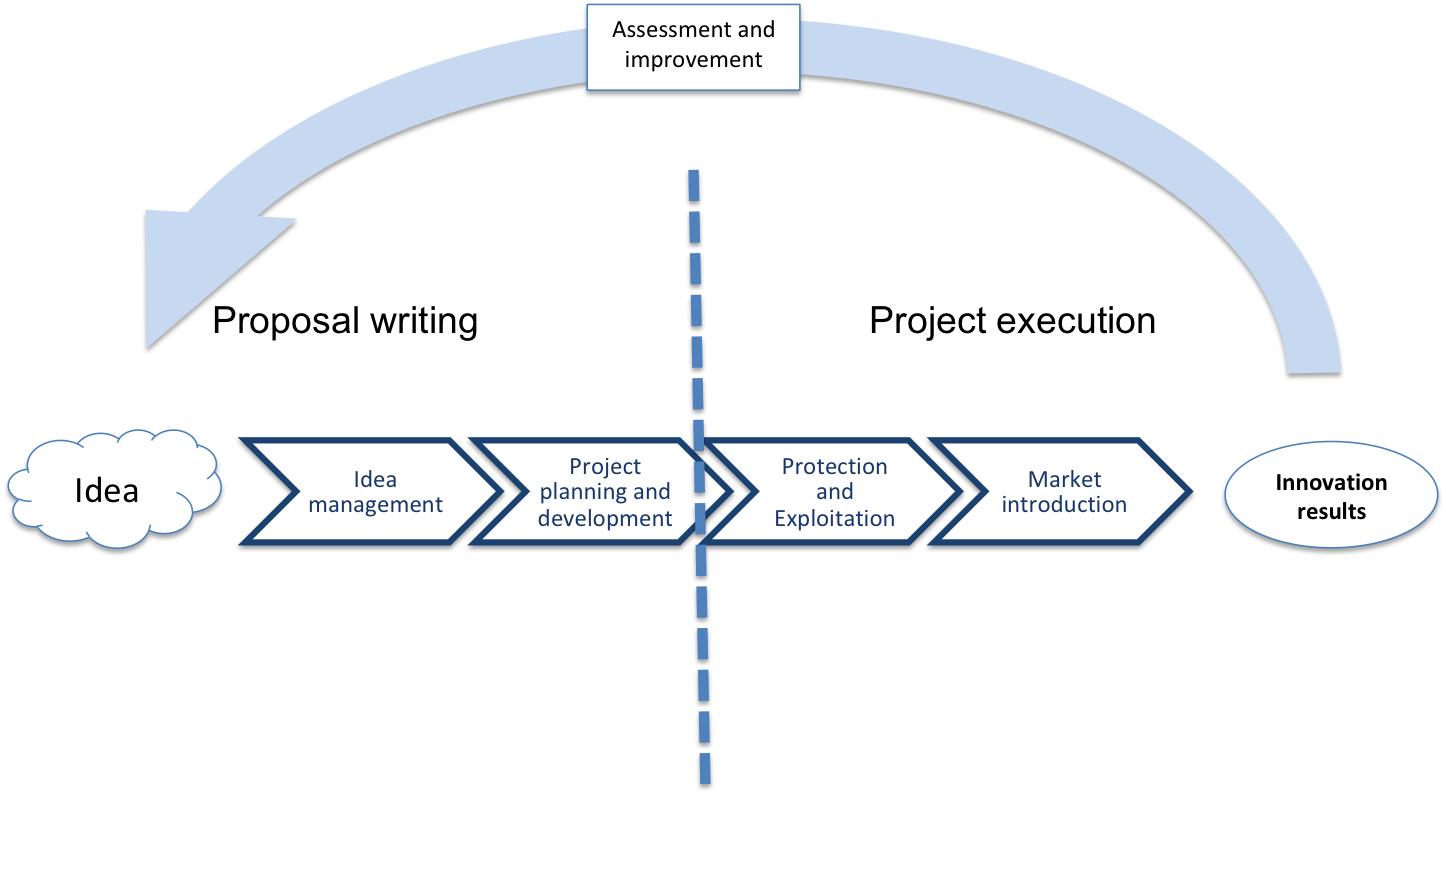 Assessment and
improvement
Proposal writing
Project execution
Idea
Idea
management
Project
planning and
development
Protection
and
Exploitation
Market
introduction
Innovation
results